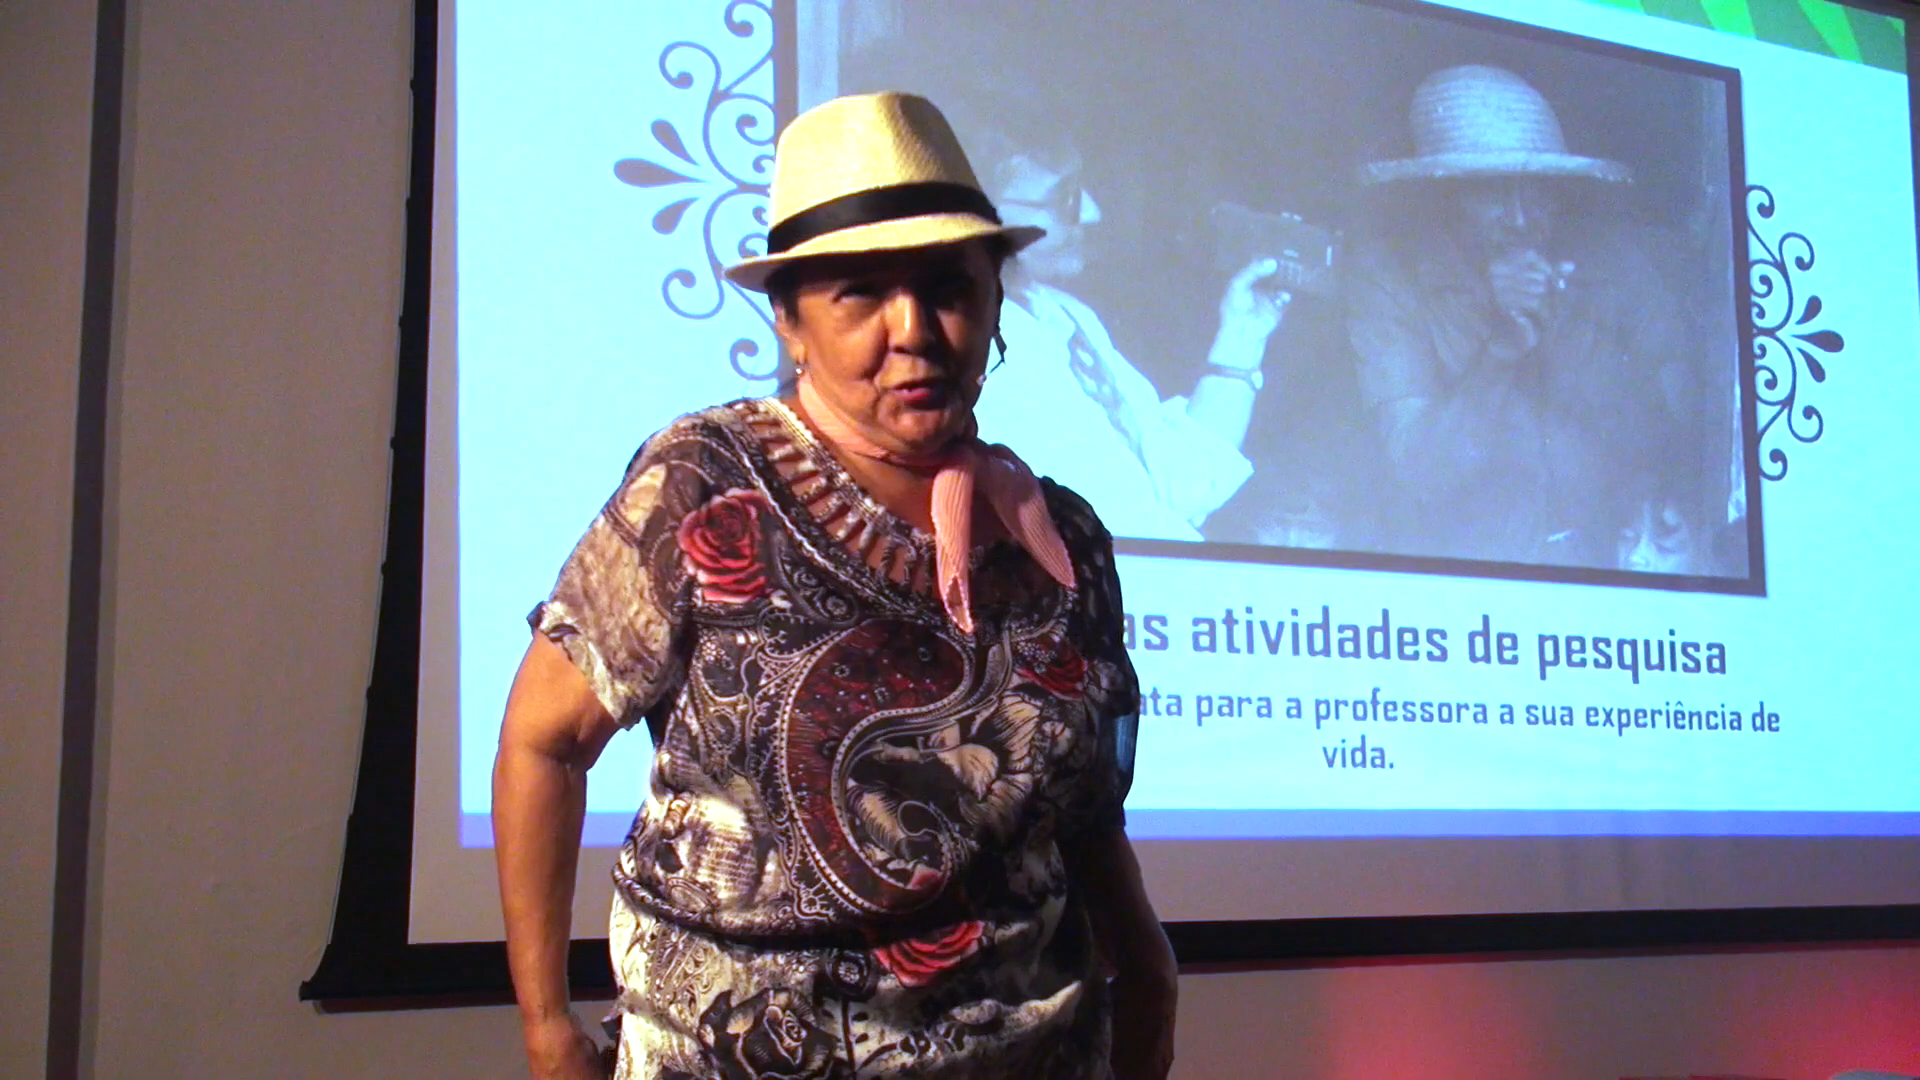 as atividades de pesquisa
ata para a professora a sua experiência de
vida.